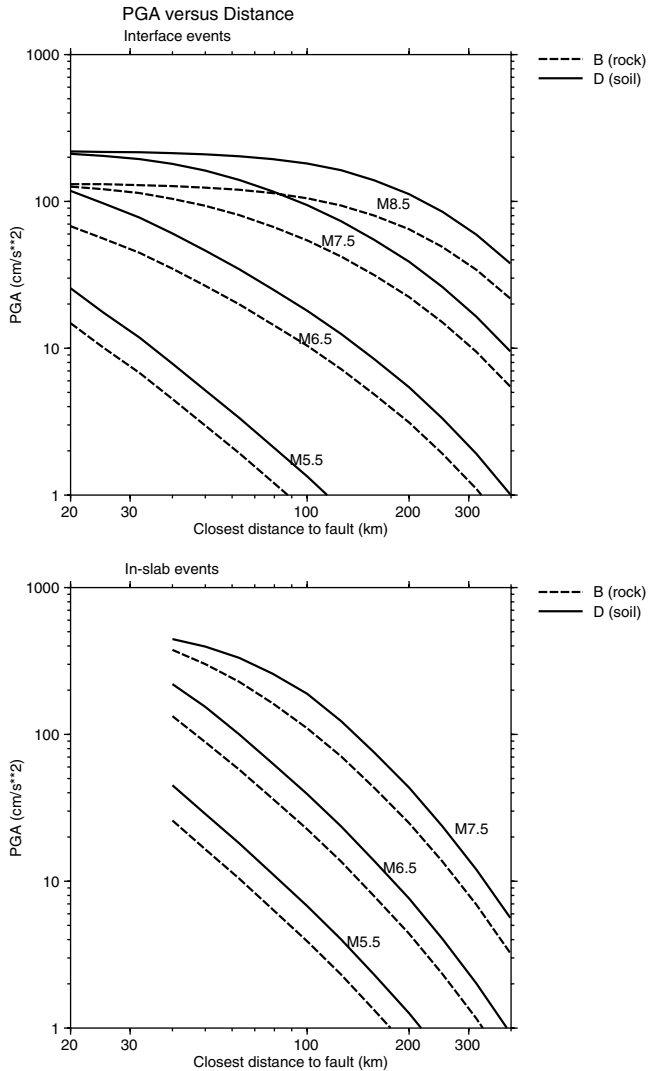 PGA versus Distance
Interface events
1000
100
10
1
PGA (cm/s**2)
M8.5
M7.5
M6.5
M5.5
20
30
100
200
300
Closest distance to fault (km)
B (rock)
D (soil)
In-slab events
1000
100
10
1
PGA (cm/s**2)
M7.5
M6.5
M5.5
20
30
100
200
300
Closest distance to fault (km)
B (rock)
D (soil)